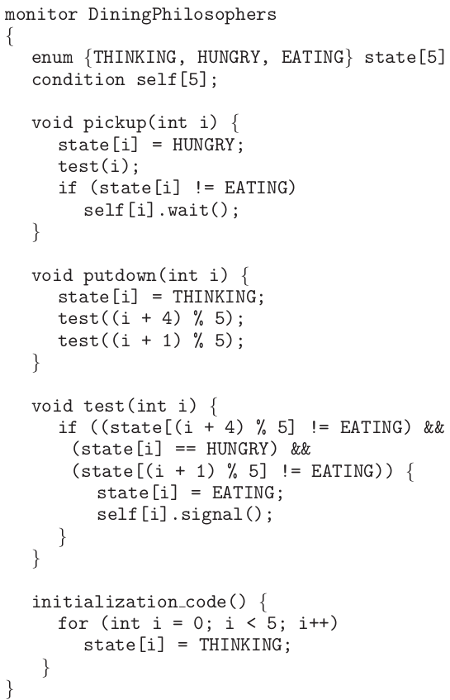 monitor DiningPhilosophers
{
enum {THINKING, HUNGRY, EATING} state[5]
condition self[5];
void pickup(int i) {
state[i] = HUNGRY;
test(i);
if (state[i] != EATING)
self[i].wait();
}
void putdown(int i) {
state[i] = THINKING;
test((i + 4) % 5);
test((i + 1) % 5);
}
void test(int i) {
if ((state[(i + 4) % 5] != EATING) &&
(state[i] == HUNGRY) &&
(state[(i + 1) % 5] != EATING)) {
state[i] = EATING;
self[i].signal();
}
}
initialization_code() {
for (int i = 0; i < 5; i++)
state[i] = THINKING;
}
}